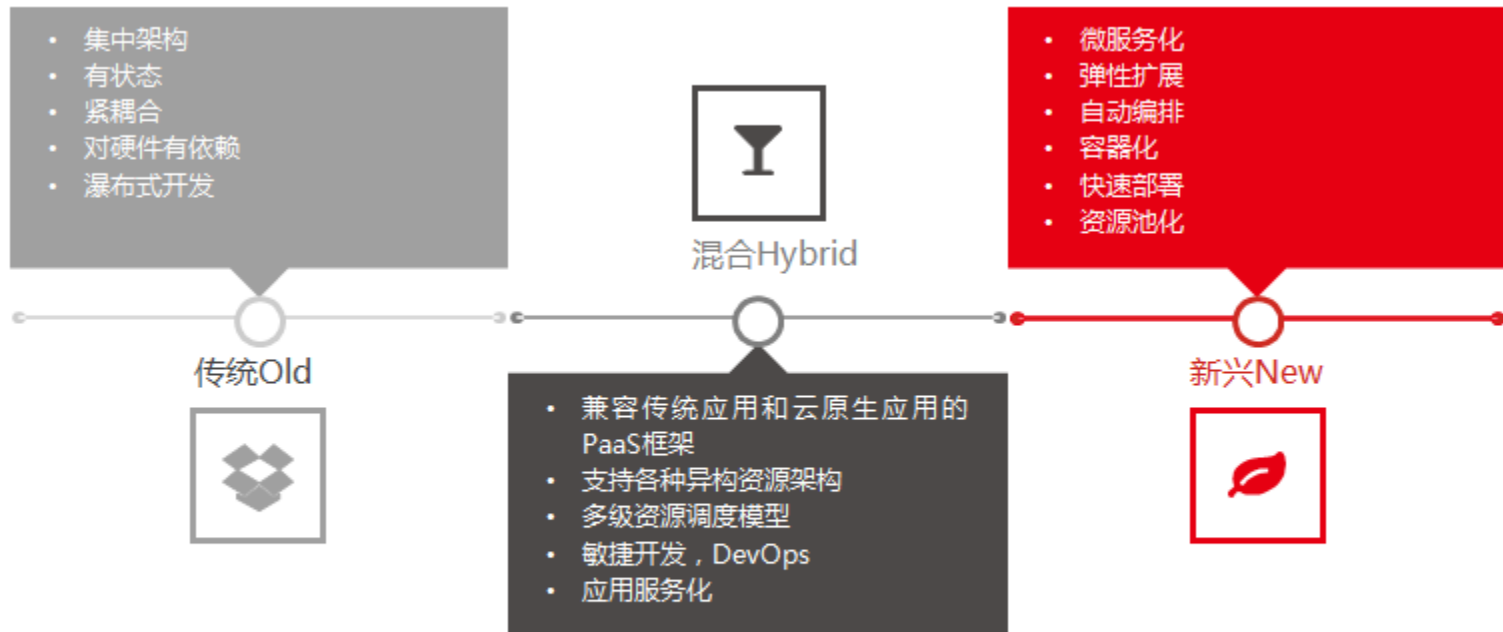 • 集中架构
• 有状态
• 紧耦合
• 对硬件有依赖
• 瀑布式开发
传统Old
混合Hybrid
• 兼容传统应用和云原生应用的
PaaS框架
• 支持各种异构资源架构
• 多级资源调度模型
• 敏捷开发，DevOps
• 应用服务化
• 微服务化
• 弹性扩展
• 自动编排
• 容器化
• 快速部署
• 资源池化
新兴New